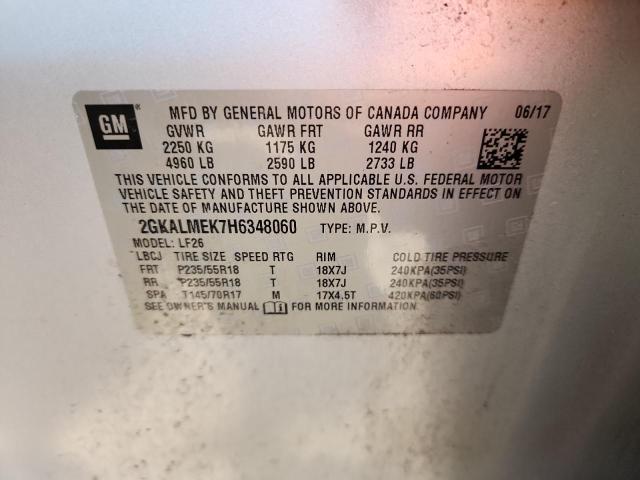 GM ®
MFD BY GENERAL MOTORS OF CANADA COMPANY 06/17
GVWR GAWR FRT GAWR RR
2250 KG 1175 KG 1240 KG
4960 LB 2590 LB 2733 LB
THIS VEHICLE CONFORMS TO ALL APPLICABLE U.S. FEDERAL MOTOR
VEHICLE SAFETY AND THEFT PREVENTION STANDARDS IN EFFECT ON
THE DATE OF MANUFACTURE SHOWN ABOVE.
2GKALMEK7H6348060 TYPE: M.P.V.
MODEL: LF26
LBCJ TIRE SIZE SPEED RTG RIM COLD TIRE PRESSURE
FRT P235/55R18 T 18X7J 240KPA(35PSI)
RR P235/55R18 T 18X7J 240KPA(35PSI)
SPA T145/70R17 M 17X4.5T 420KPA(60PSI)
SEE OWNER'S MANUAL FOR MORE INFORMATION.